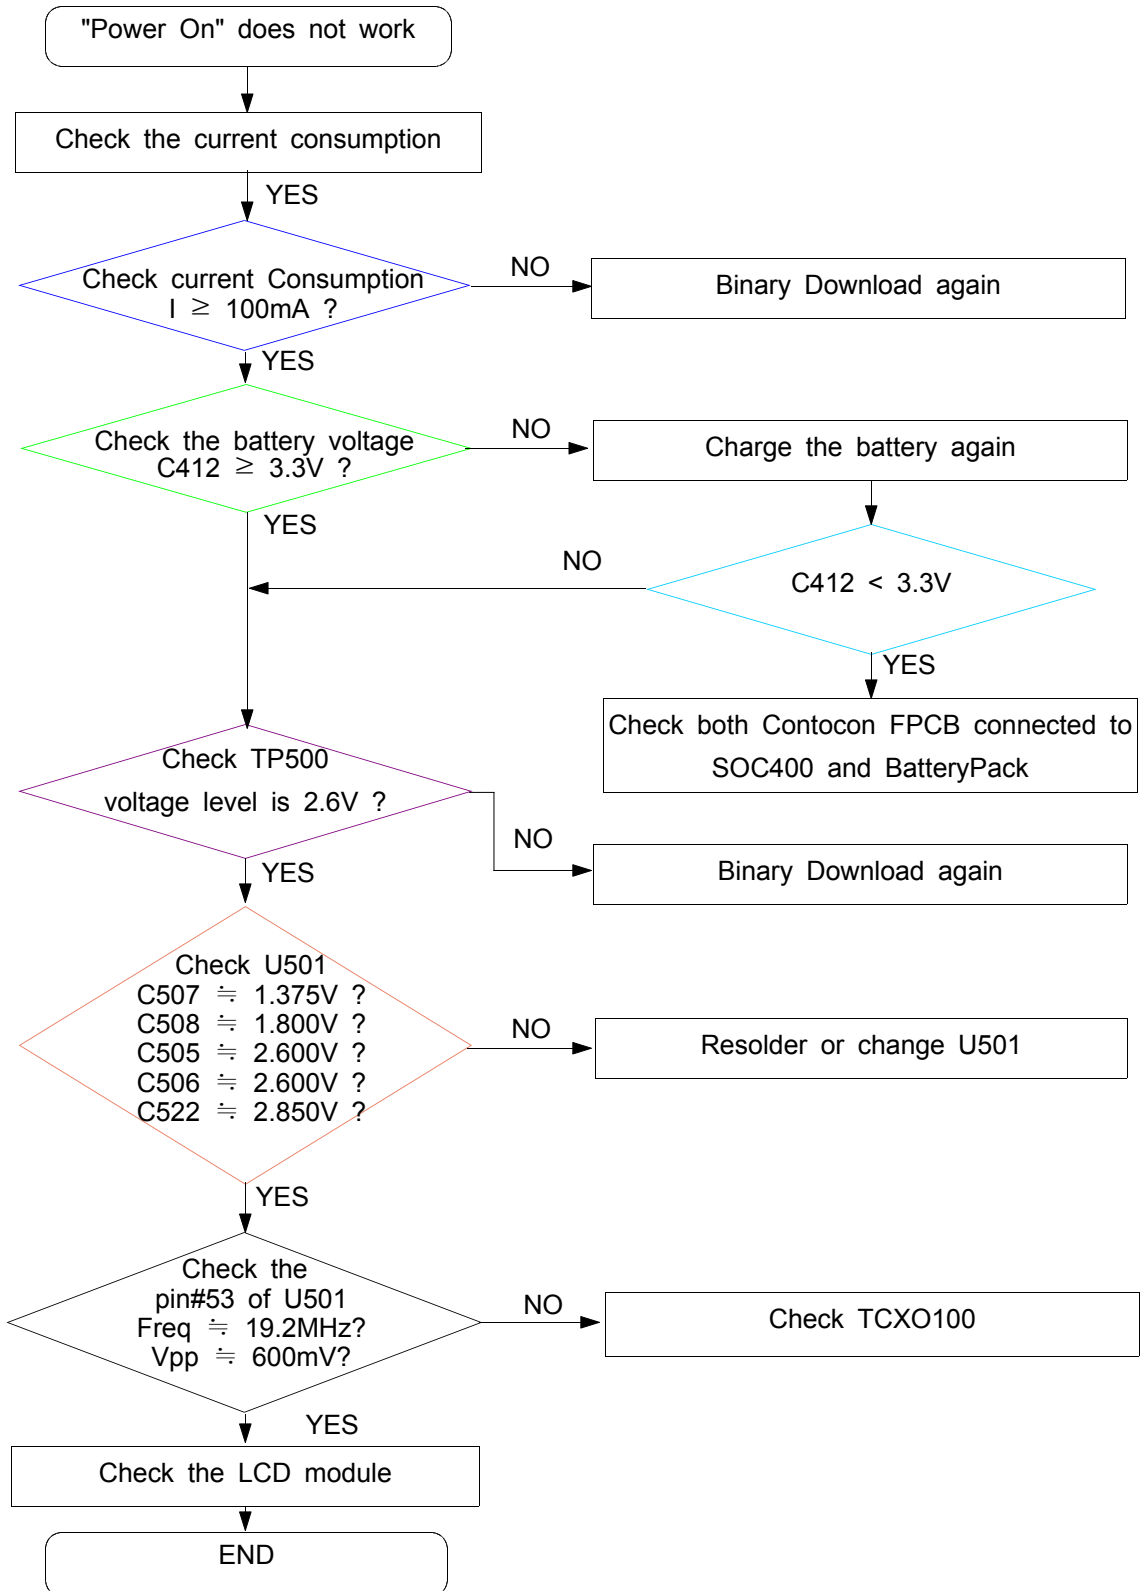 "Power On" does not work
Check the current consumption
YES
Check current Consumption
I ≥ 100mA ?
NO
Binary Download again
YES
Check the battery voltage
C412 ≥ 3.3V ?
NO
Charge the battery again
YES
NO
C412 < 3.3V
YES
Check both Contocon FPCB connected to
SOC400 and BatteryPack
Check TP500
voltage level is 2.6V ?
NO
Binary Download again
YES
Check U501
C507 ≒ 1.375V ?
C508 ≒ 1.800V ?
C505 ≒ 2.600V ?
C506 ≒ 2.600V ?
C522 ≒ 2.850V ?
NO
Resolder or change U501
YES
Check the
pin#53 of U501
Freq ≒ 19.2MHz?
Vpp ≒ 600mV?
NO
Check TCXO100
YES
Check the LCD module
END